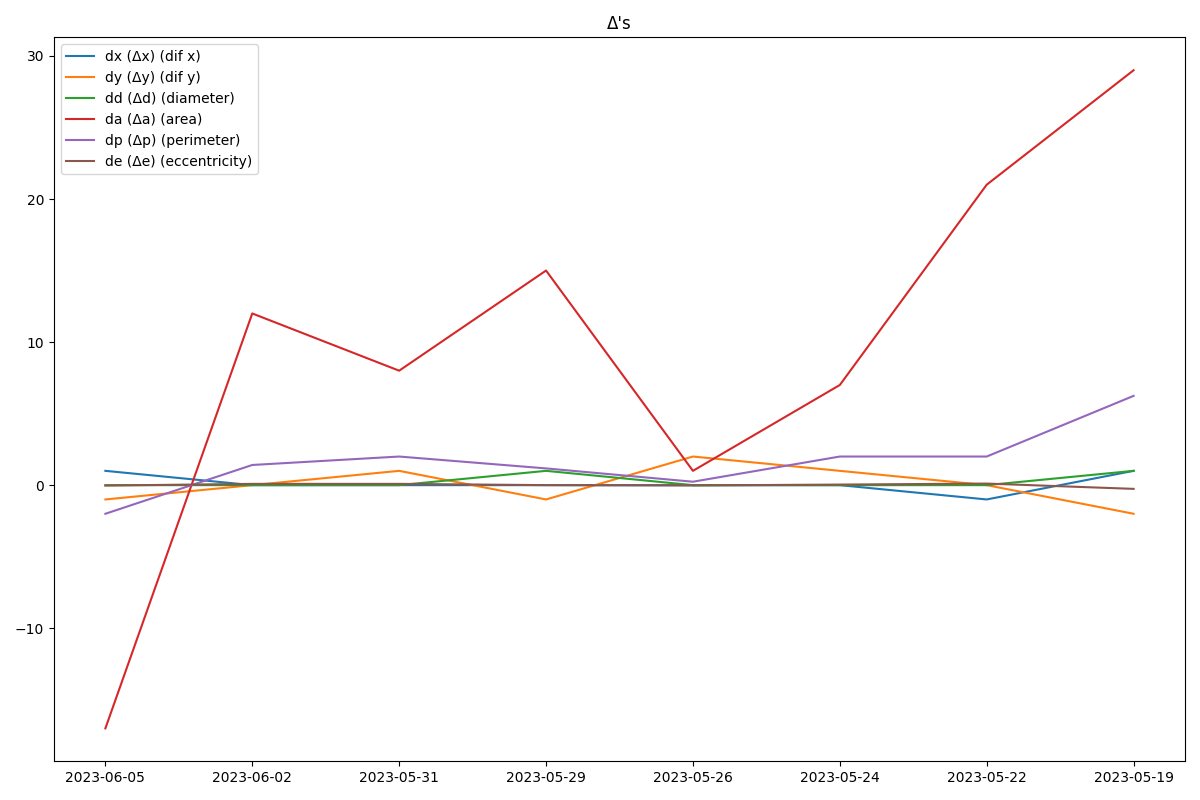 Δ's
dx (Δx) (dif x)
dy (Δy) (dif y)
dd (Δd) (diameter)
da (Δa) (area)
dp (Δp) (perimeter)
de (Δe) (eccentricity)
30
20
10
0
−10
2023-06-05 2023-06-02 2023-05-31 2023-05-29 2023-05-26 2023-05-24 2023-05-22 2023-05-19